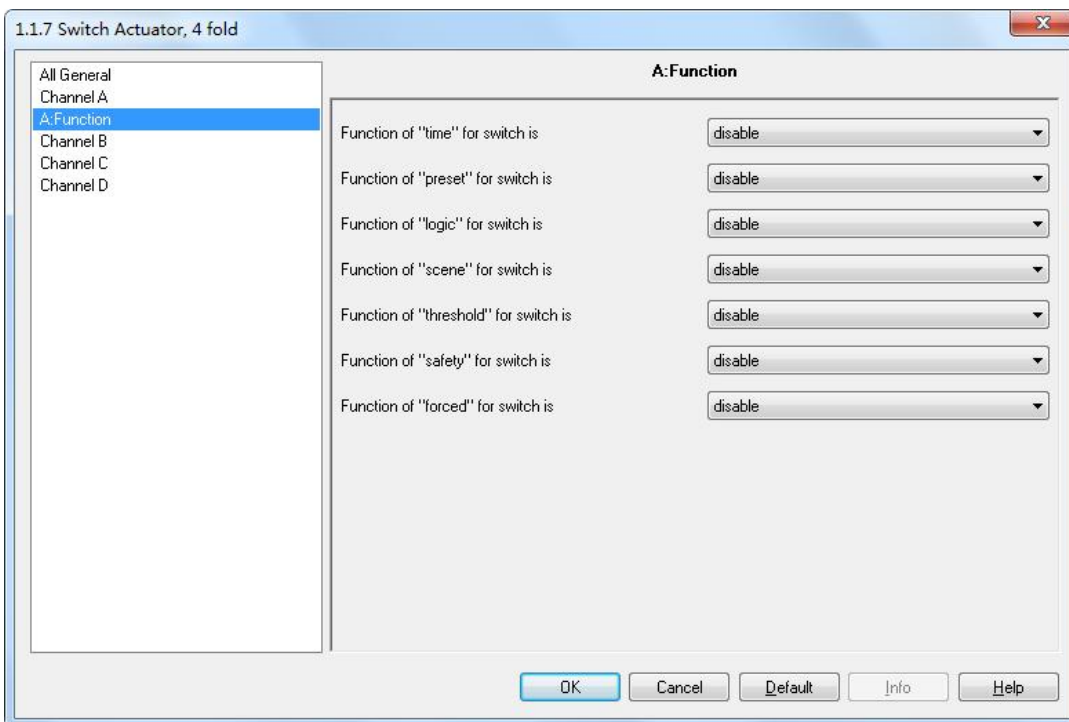 1.1.7 Switch Actuator, 4 fold
All General
Channel A
A:Function
Channel B
Channel C
Channel D
A:Function
Function of "time" for switch is disable
Function of "preset" for switch is disable
Function of "logic" for switch is disable
Function of "scene" for switch is disable
Function of "threshold" for switch is disable
Function of "safety" for switch is disable
Function of "forced" for switch is disable
OK Cancel Default Info Help